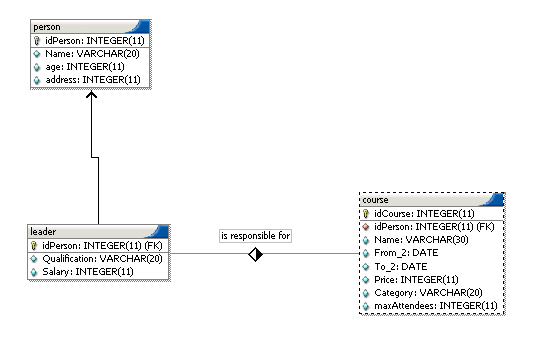 person
idPerson: INTEGER(11)
Name: VARCHAR(20)
age: INTEGER(11)
address: INTEGER(11)
leader
idPerson: INTEGER(11) (FK)
Qualification: VARCHAR(20)
Salary: INTEGER(11)
is responsible for
course
idCourse: INTEGER(11)
idPerson: INTEGER(11) (FK)
Name: VARCHAR(30)
From_2: DATE
To_2: DATE
Price: INTEGER(11)
Category: VARCHAR(20)
maxAttendees: INTEGER(11)